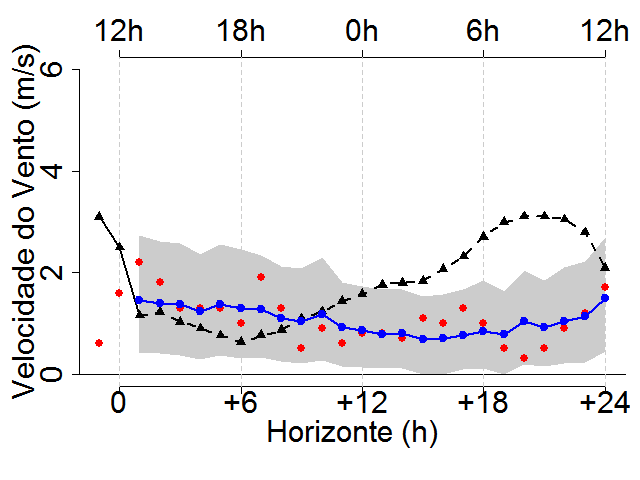 12h 18h 0h 6h 12h
Velocidade do Vento (m/s)
6
4
2
0
0 +6 +12 +18 +24
Horizonte (h)